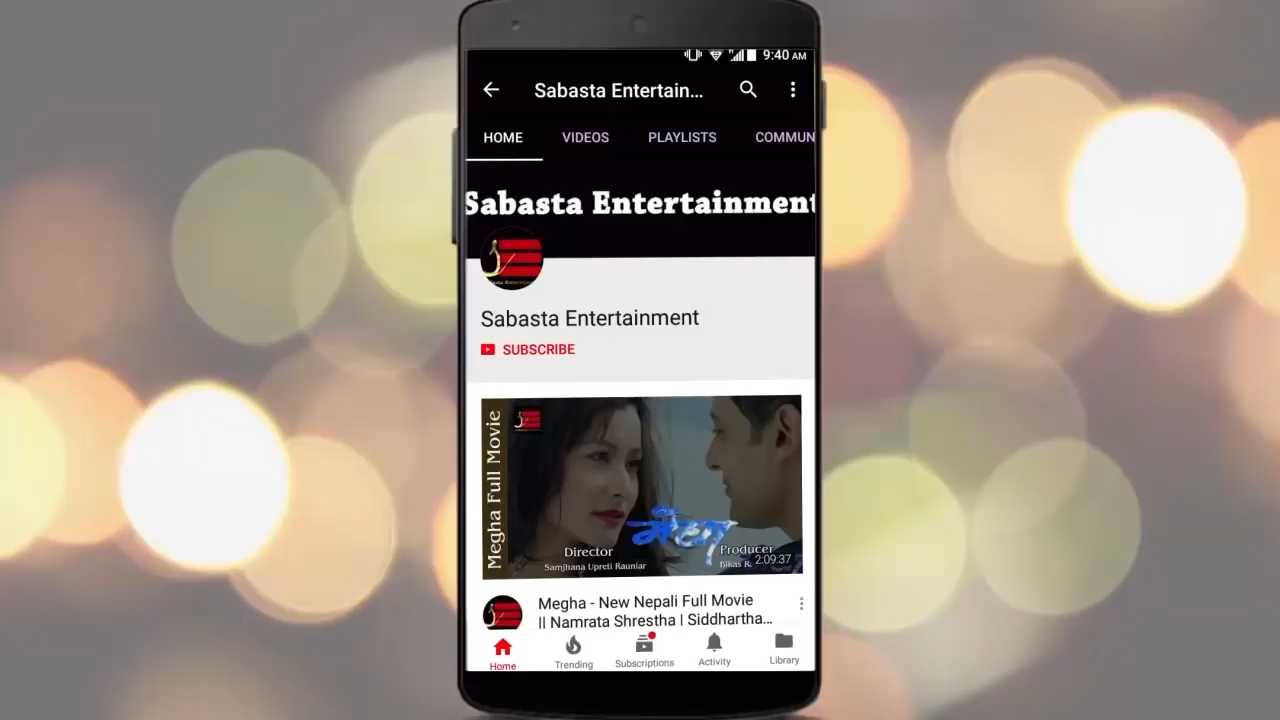 9:40 AM
Sabasta Entertain...
HOME VIDEOS PLAYLISTS COMMUN
Sabasta Entertainment
Sabasta Entertainment
SUBSCRIBE
Megha Full Movie
मेघा
Director
Samjhana Upreti Rauniar
Producer
Bikas R.
2:09:37
Megha - New Nepali Full Movie
|| Namrata Shrestha | Siddhartha...
Home Trending Subscriptions Activity Library